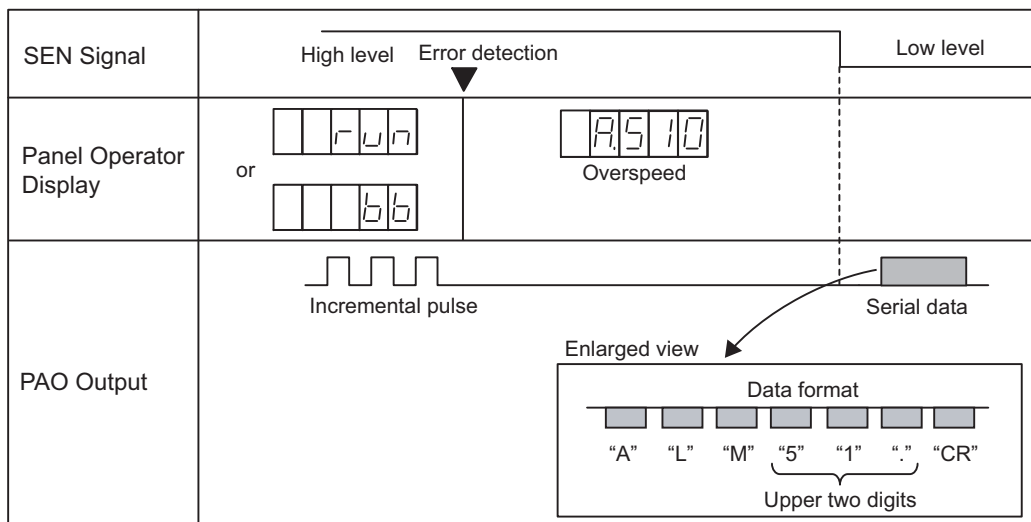 SEN Signal
High level
Error detection
Low level
Panel Operator
Display
run
or
bb
A.510
Overspeed
PAO Output
Incremental pulse
Serial data
Enlarged view
Data format
“A” “L” “M” “5” “1” “.” “CR”
Upper two digits